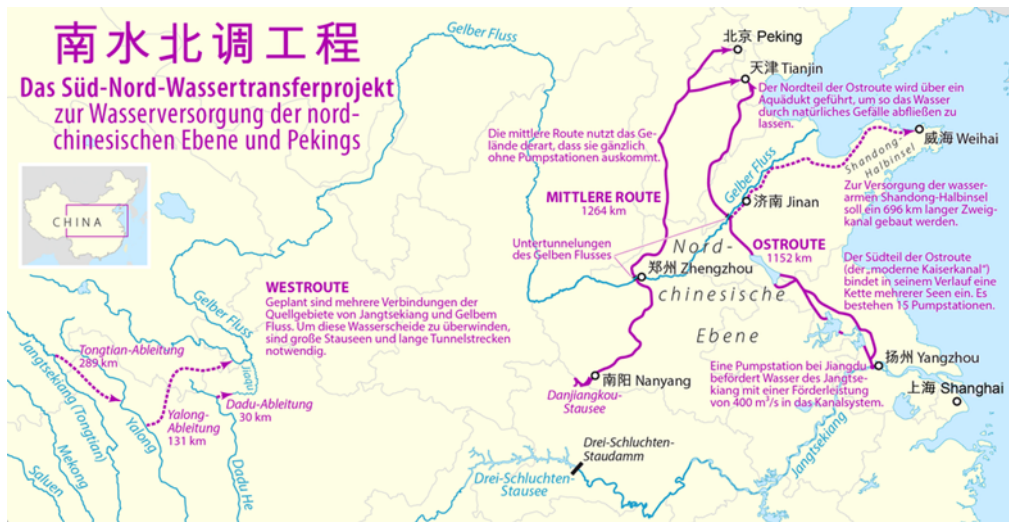 南水北调工程
Das Süd-Nord-Wassertransferprojekt
zur Wasserversorgung der nord-
chinesischen Ebene und Pekings
CHINA
Gelber Fluss
北京 Peking
天津 Tianjin
Der Nordteil der Ostroute wird über ein
Aquädukt geführt, um so das Wasser
durch natürliches Gefälle abfließen zu
lassen.
威海 Weihai
Shandong-
Halbinsel
Die mittlere Route nutzt das Ge-
lände derart, dass sie gänzlich
ohne Pumpstationen auskommt.
Gelber Fluss
Zur Versorgung der wasser-
armen Shandong-Halbinsel
soll ein 696 km langer Zweig-
kanal gebaut werden.
MITTLERE ROUTE
1264 km
济南 Jinan
Untertunnelungen
des Gelben Flusses
Nord-
chinesische
Ebene
OSTROUTE
1152 km
郑州 Zhengzhou
Der Südteil der Ostroute
(der „moderne Kaiserkanal“)
bindet in seinem Verlauf eine
Kette mehrerer Seen ein. Es
bestehen 15 Pumpstationen.
WESTROUTE
Geplant sind mehrere Verbindungen der
Quellgebiete von Jangtsekiang und Gelbem
Fluss. Um diese Wasserscheide zu überwinden,
sind große Stauseen und lange Tunnelstrecken
notwendig.
Gelber Fluss
Tongtian-Ableitung
289 km
Jiaqu
Jangtsekiang (Tongtian)
Yalong-
Ableitung
131 km
Dadu-Ableitung
30 km
Yalong
Mekong
Saluen
Dadu He
南阳 Nanyang
Danjiangkou-
Stausee
Eine Pumpstation bei Jiangdu
befördert Wasser des Jangtse-
kiang mit einer Förderleistung
von 400 m³/s in das Kanalsystem.
扬州 Yangzhou
上海 Shanghai
Drei-Schluchten-
Staudamm
Drei-Schluchten-
Stausee
Jangtsekiang